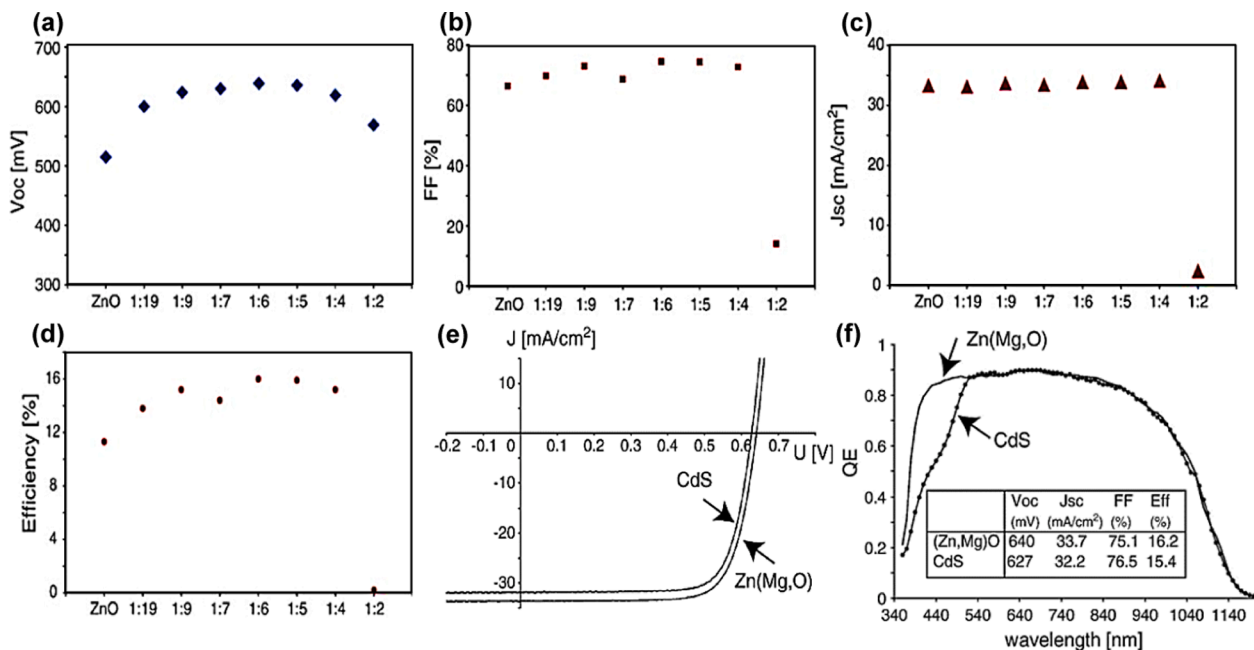 (a)
700
600
500
400
300
Voc [mV]
ZnO 1:19 1:9 1:7 1:6 1:5 1:4 1:2
(b)
80
60
40
20
0
FF [%]
ZnO 1:19 1:9 1:7 1:6 1:5 1:4 1:2
(c)
40
30
20
10
0
Jsc [mA/cm²]
ZnO 1:19 1:9 1:7 1:6 1:5 1:4 1:2
(d)
16
12
8
4
0
Efficiency [%]
ZnO 1:19 1:9 1:7 1:6 1:5 1:4 1:2
(e)
J [mA/cm²]
10
-0.2 -0.1 0 0.1 0.2 0.3 0.4 0.5 0.6 0.7
U [V]
-10
-20
-30
CdS
Zn(Mg,O)
(f)
Zn(Mg,O)
1
0.8
0.6
0.4
0.2
0
QE
CdS
Voc Jsc FF Eff
(mV) (mA/cm²) (%) (%)
(Zn,Mg)O 640 33.7 75.1 16.2
CdS 627 32.2 76.5 15.4
340 440 540 640 740 840 940 1040 1140
wavelength [nm]